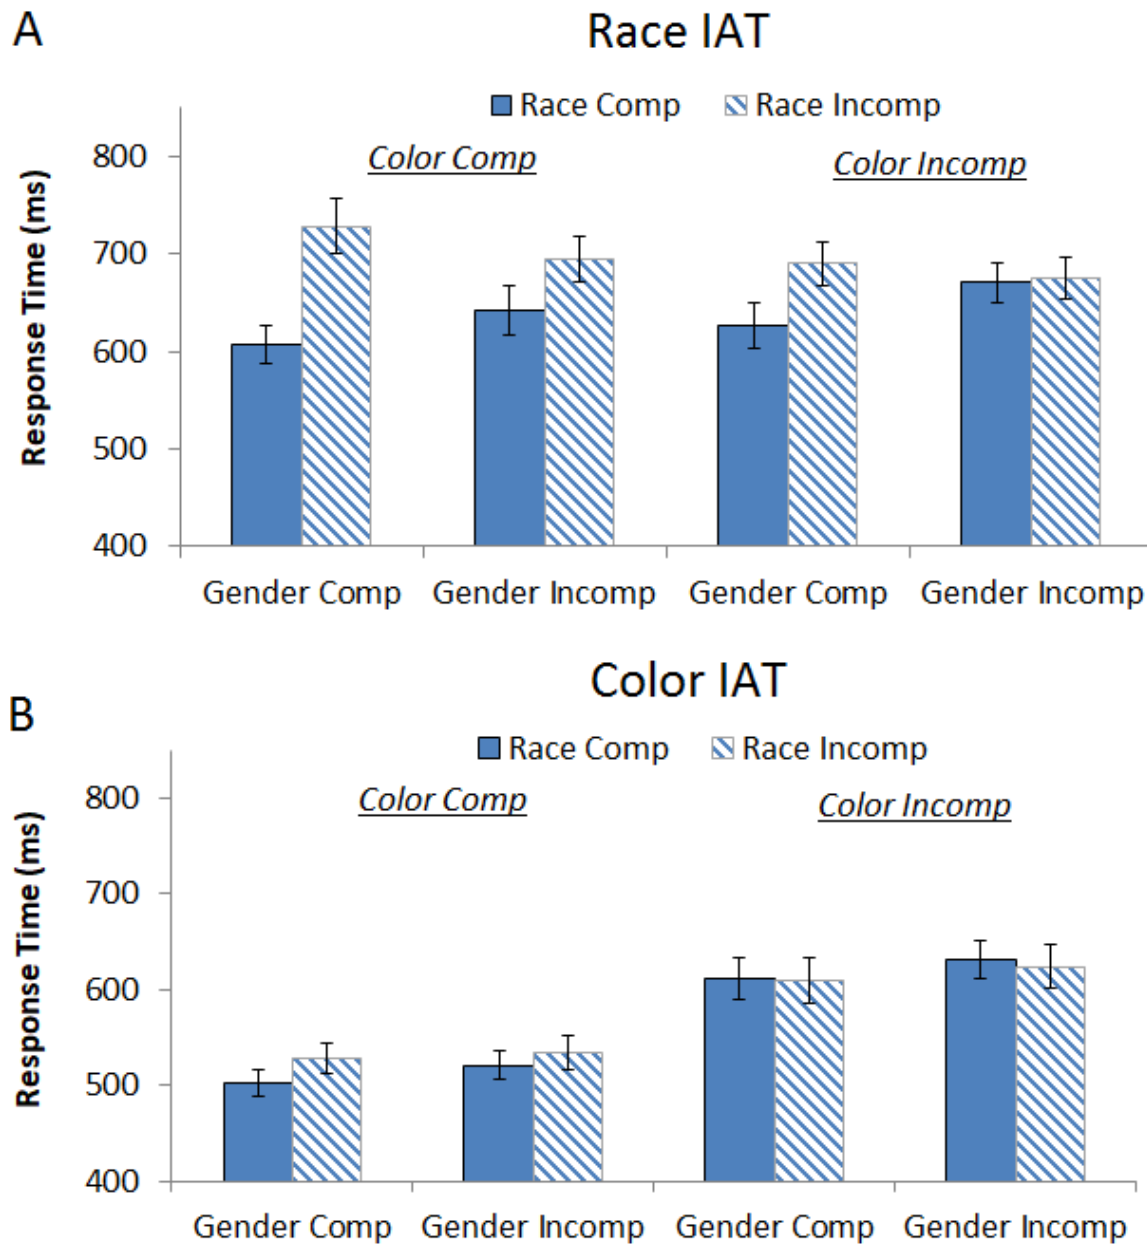 A
Race IAT
Race Comp Race Incomp
Color Comp Color Incomp
Response Time (ms)
800
700
600
500
400
Gender Comp Gender Incomp Gender Comp Gender Incomp
B
Color IAT
Race Comp Race Incomp
Color Comp Color Incomp
Response Time (ms)
800
700
600
500
400
Gender Comp Gender Incomp Gender Comp Gender Incomp